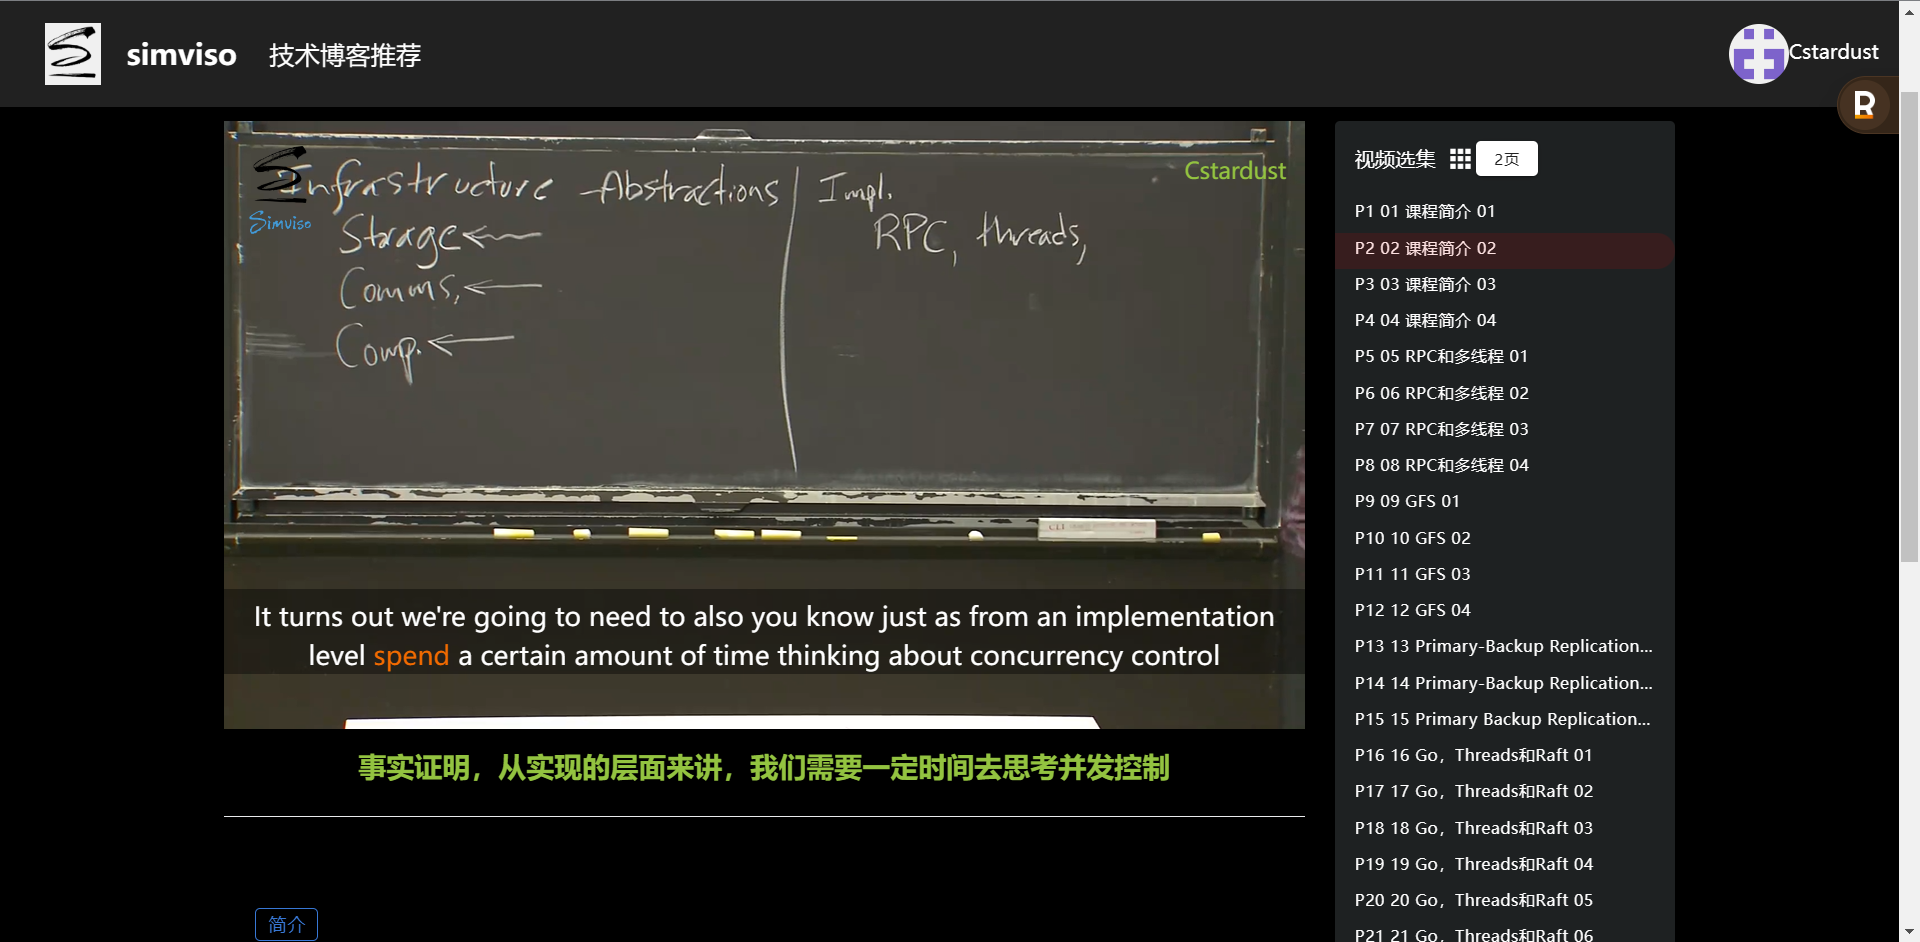 simviso 技术博客推荐
Cstardust
R
Cstardust
Infrastructure - Abstractions
Impl.
Simviso
Storage
RPC, threads,
Comms.
Comp.
It turns out we're going to need to also you know just as from an implementation
level spend a certain amount of time thinking about concurrency control
事实证明，从实现的层面来讲，我们需要一定时间去思考并发控制
简介
视频选集 2页
P1 01 课程简介 01
P2 02 课程简介 02
P3 03 课程简介 03
P4 04 课程简介 04
P5 05 RPC和多线程 01
P6 06 RPC和多线程 02
P7 07 RPC和多线程 03
P8 08 RPC和多线程 04
P9 09 GFS 01
P10 10 GFS 02
P11 11 GFS 03
P12 12 GFS 04
P13 13 Primary-Backup Replication...
P14 14 Primary-Backup Replication...
P15 15 Primary Backup Replication...
P16 16 Go，Threads和Raft 01
P17 17 Go，Threads和Raft 02
P18 18 Go，Threads和Raft 03
P19 19 Go，Threads和Raft 04
P20 20 Go，Threads和Raft 05
P21 21 Go，Threads和Raft 06